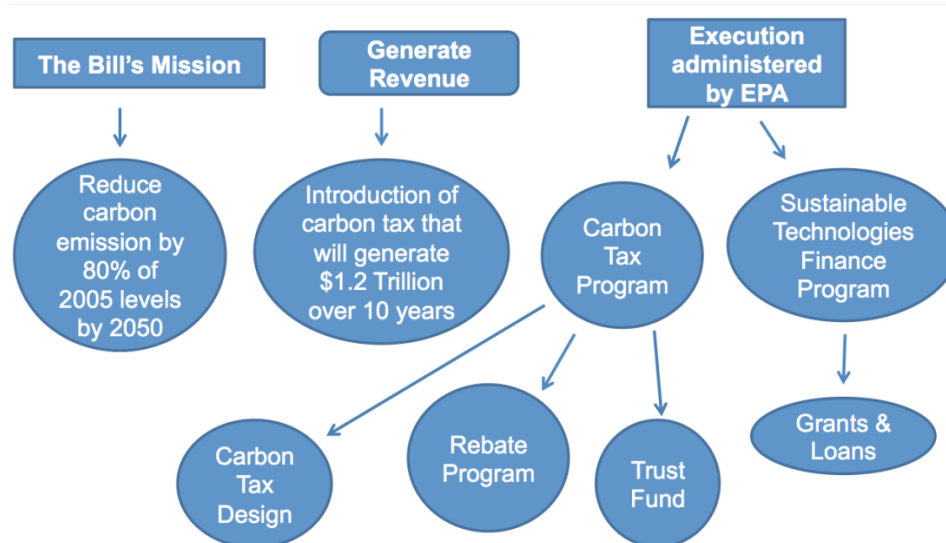 The Bill's Mission
Generate
Revenue
Execution
administered
by EPA
Reduce
carbon
emission by
80% of
2005 levels
by 2050
Introduction of
carbon tax that
will generate
$1.2 Trillion
over 10 years
Carbon
Tax
Program
Sustainable
Technologies
Finance
Program
Carbon
Tax
Design
Rebate
Program
Trust
Fund
Grants &
Loans